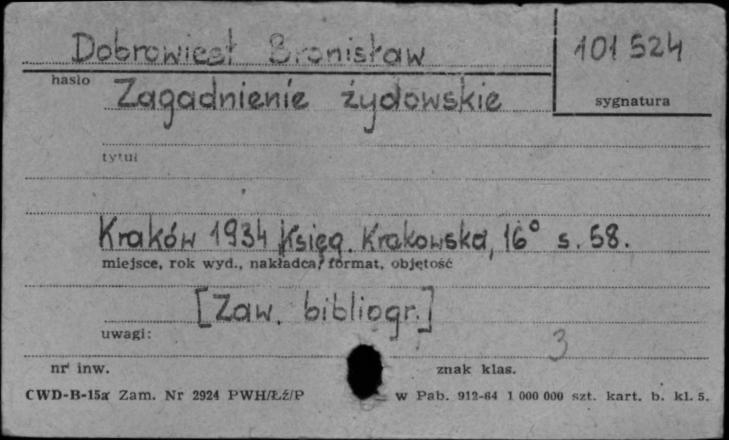 Dobrowiest Bronisław
101 524
hasło
Zagadnienie żydowskie
sygnatura
tytuł
Kraków 1934 Księg. Krakowska, 16° s. 58.
miejsce, rok wyd., nakładca, format, objętość
[Zaw. bibliogr.]
uwagi:
3
nr inw.
znak klas.
CWD-B-15a Zam. Nr 2924 PWH/Łź/P
w Pab. 912-64 1 000 000 szt. kart. b. kl. 5.